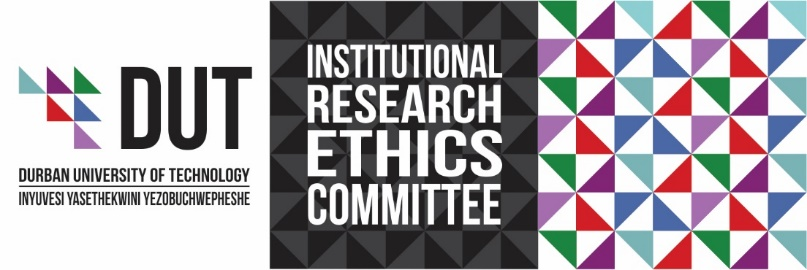 DUT
DURBAN UNIVERSITY OF TECHNOLOGY
INYUVESI YASETHEKWINI YEZOBUCHWEPHESHE
INSTITUTIONAL
RESEARCH
ETHICS
COMMITTEE